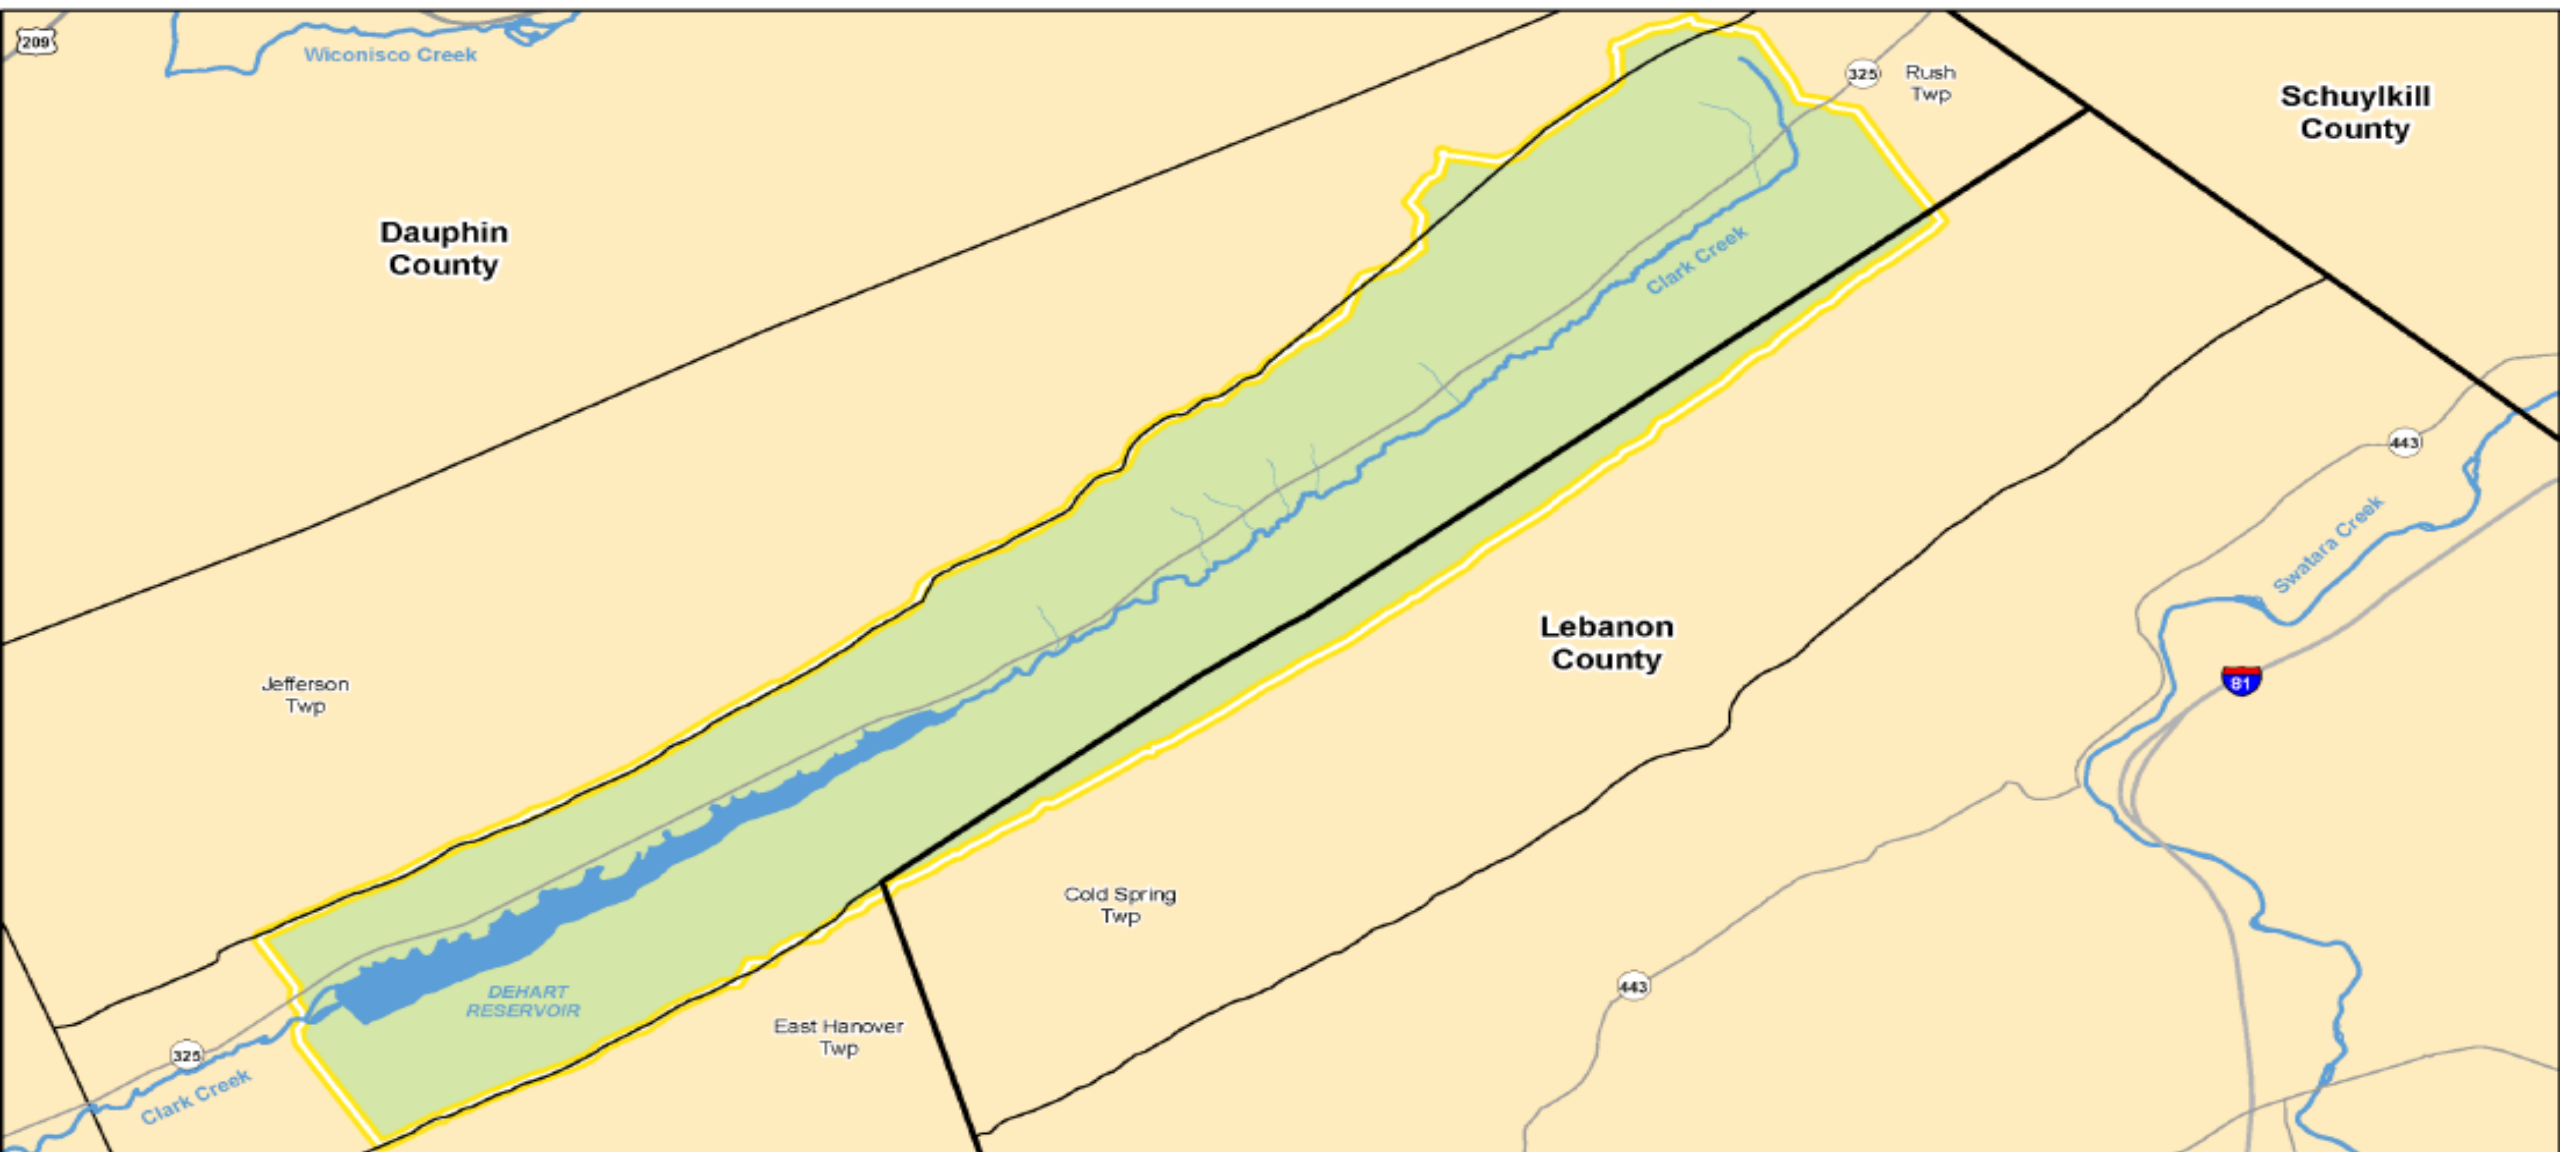 209
Wiconisco Creek
325
Rush
Twp
Schuylkill
County
Dauphin
County
Clark Creek
443
Swatara Creek
Lebanon
County
81
Jefferson
Twp
Cold Spring
Twp
443
DEHART
RESERVOIR
East Hanover
Twp
325
Clark Creek